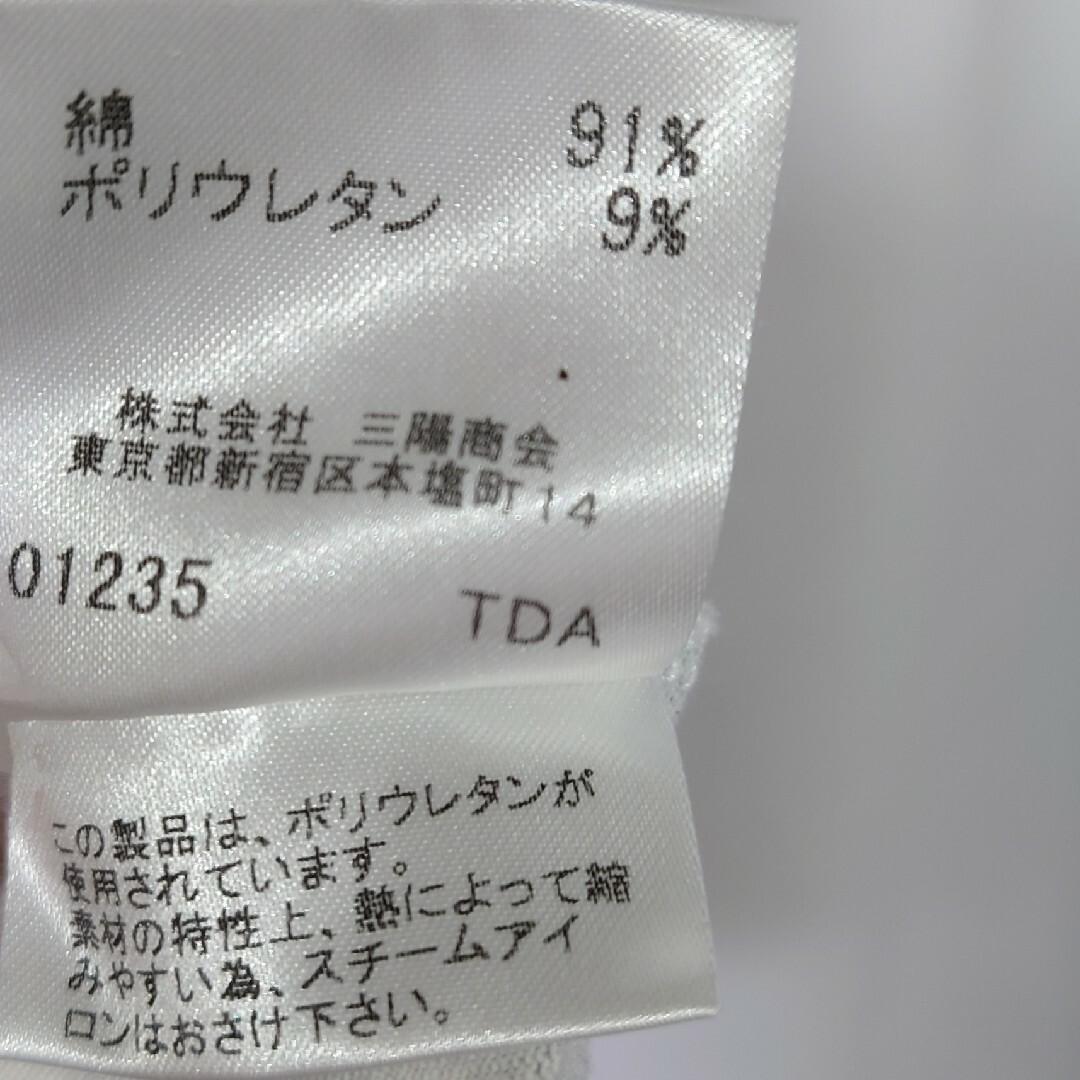 綿 91%
ポリウレタン 9%
株式会社 三陽商会
東京都新宿区本塩町14
01235 TDA
この製品は、ポリウレタンが
使用されています。
素材の特性上、熱によって縮
みやすい為、スチームアイ
ロンはおさけ下さい。